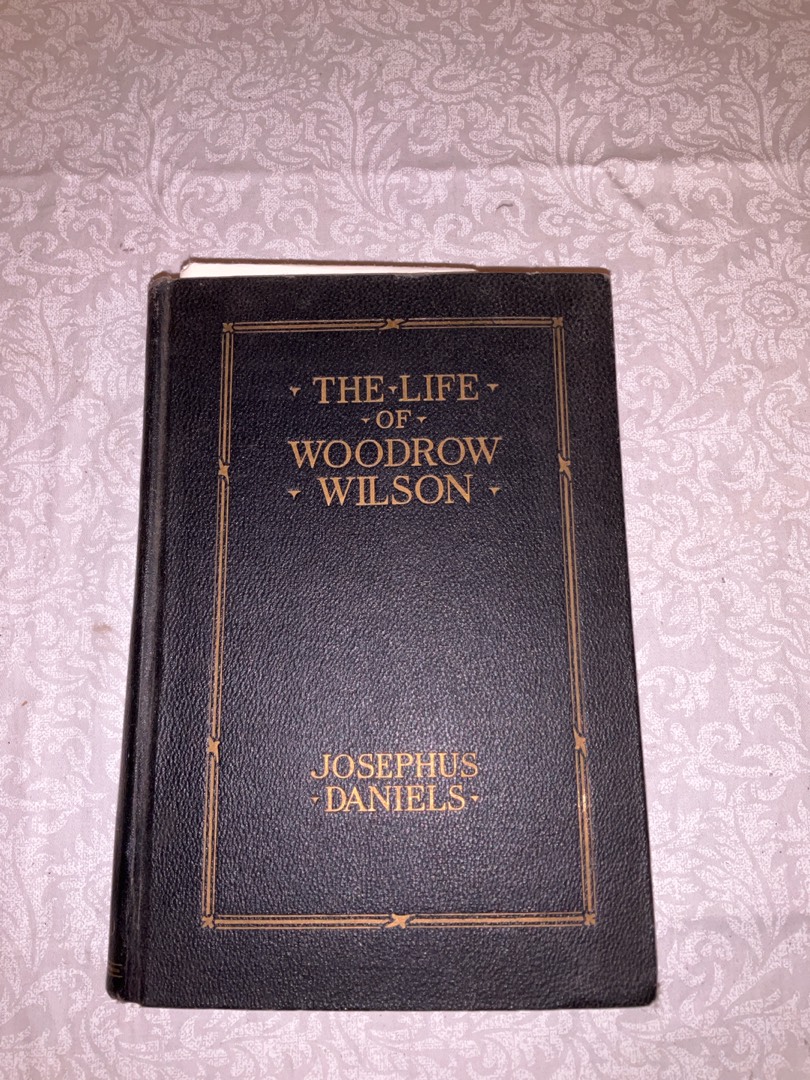 THE LIFE
OF
WOODROW
WILSON
JOSEPHUS
DANIELS